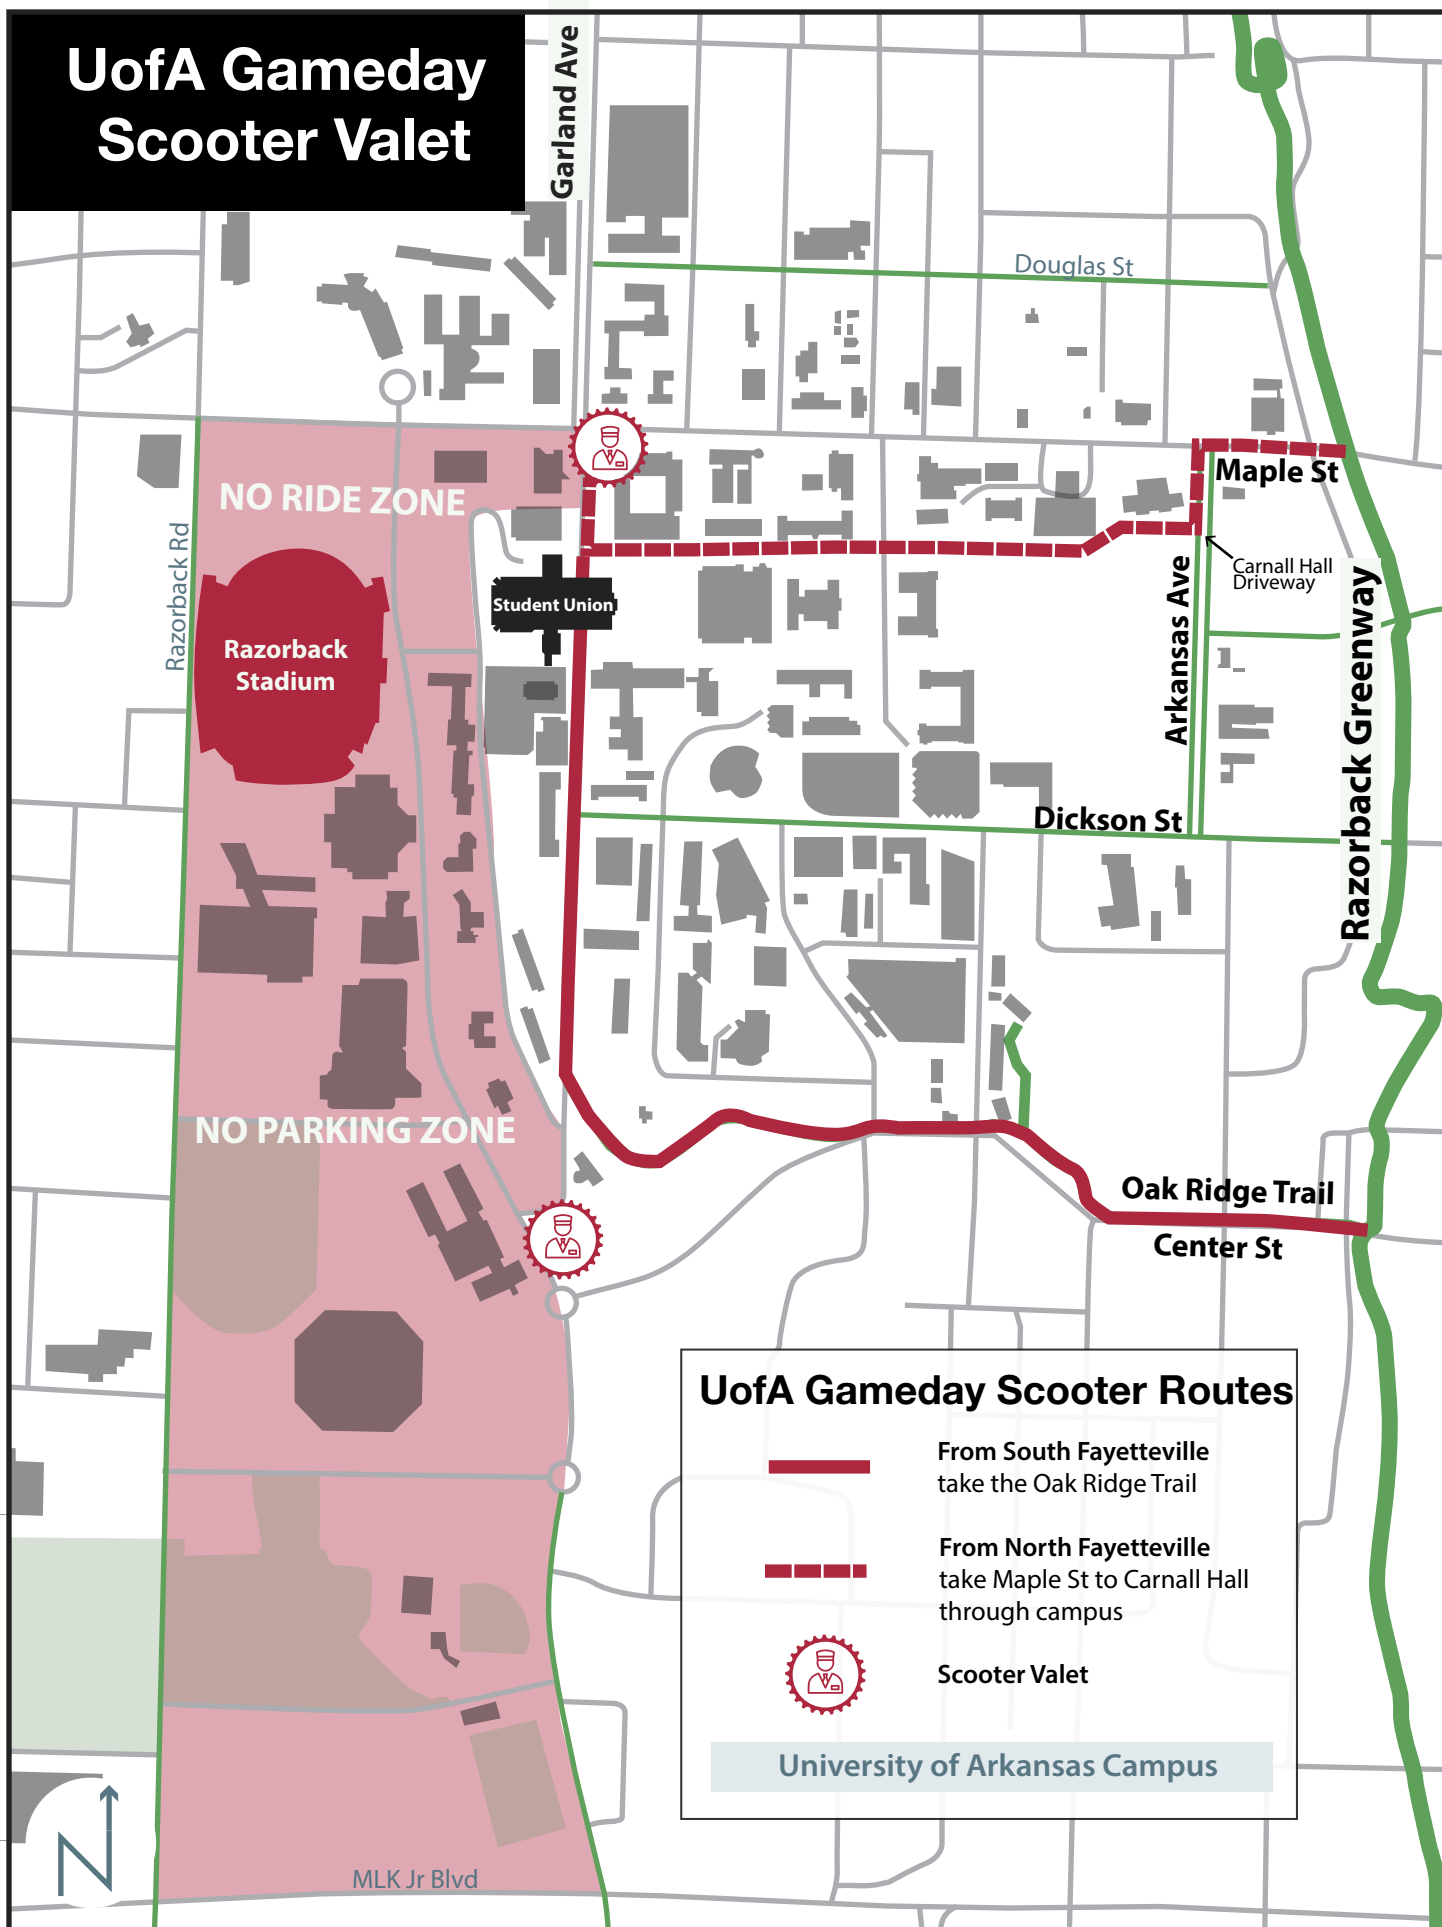 UofA Gameday
Scooter Valet
Garland Ave
Douglas St
NO RIDE ZONE
Maple St
Carnall Hall
Driveway
Razorback Rd
Student Union
Arkansas Ave
Razorback
Stadium
Razorback Greenway
Dickson St
NO PARKING ZONE
Oak Ridge Trail
Center St
UofA Gameday Scooter Routes
From South Fayetteville
take the Oak Ridge Trail
From North Fayetteville
take Maple St to Carnall Hall
through campus
Scooter Valet
University of Arkansas Campus
N
MLK Jr Blvd